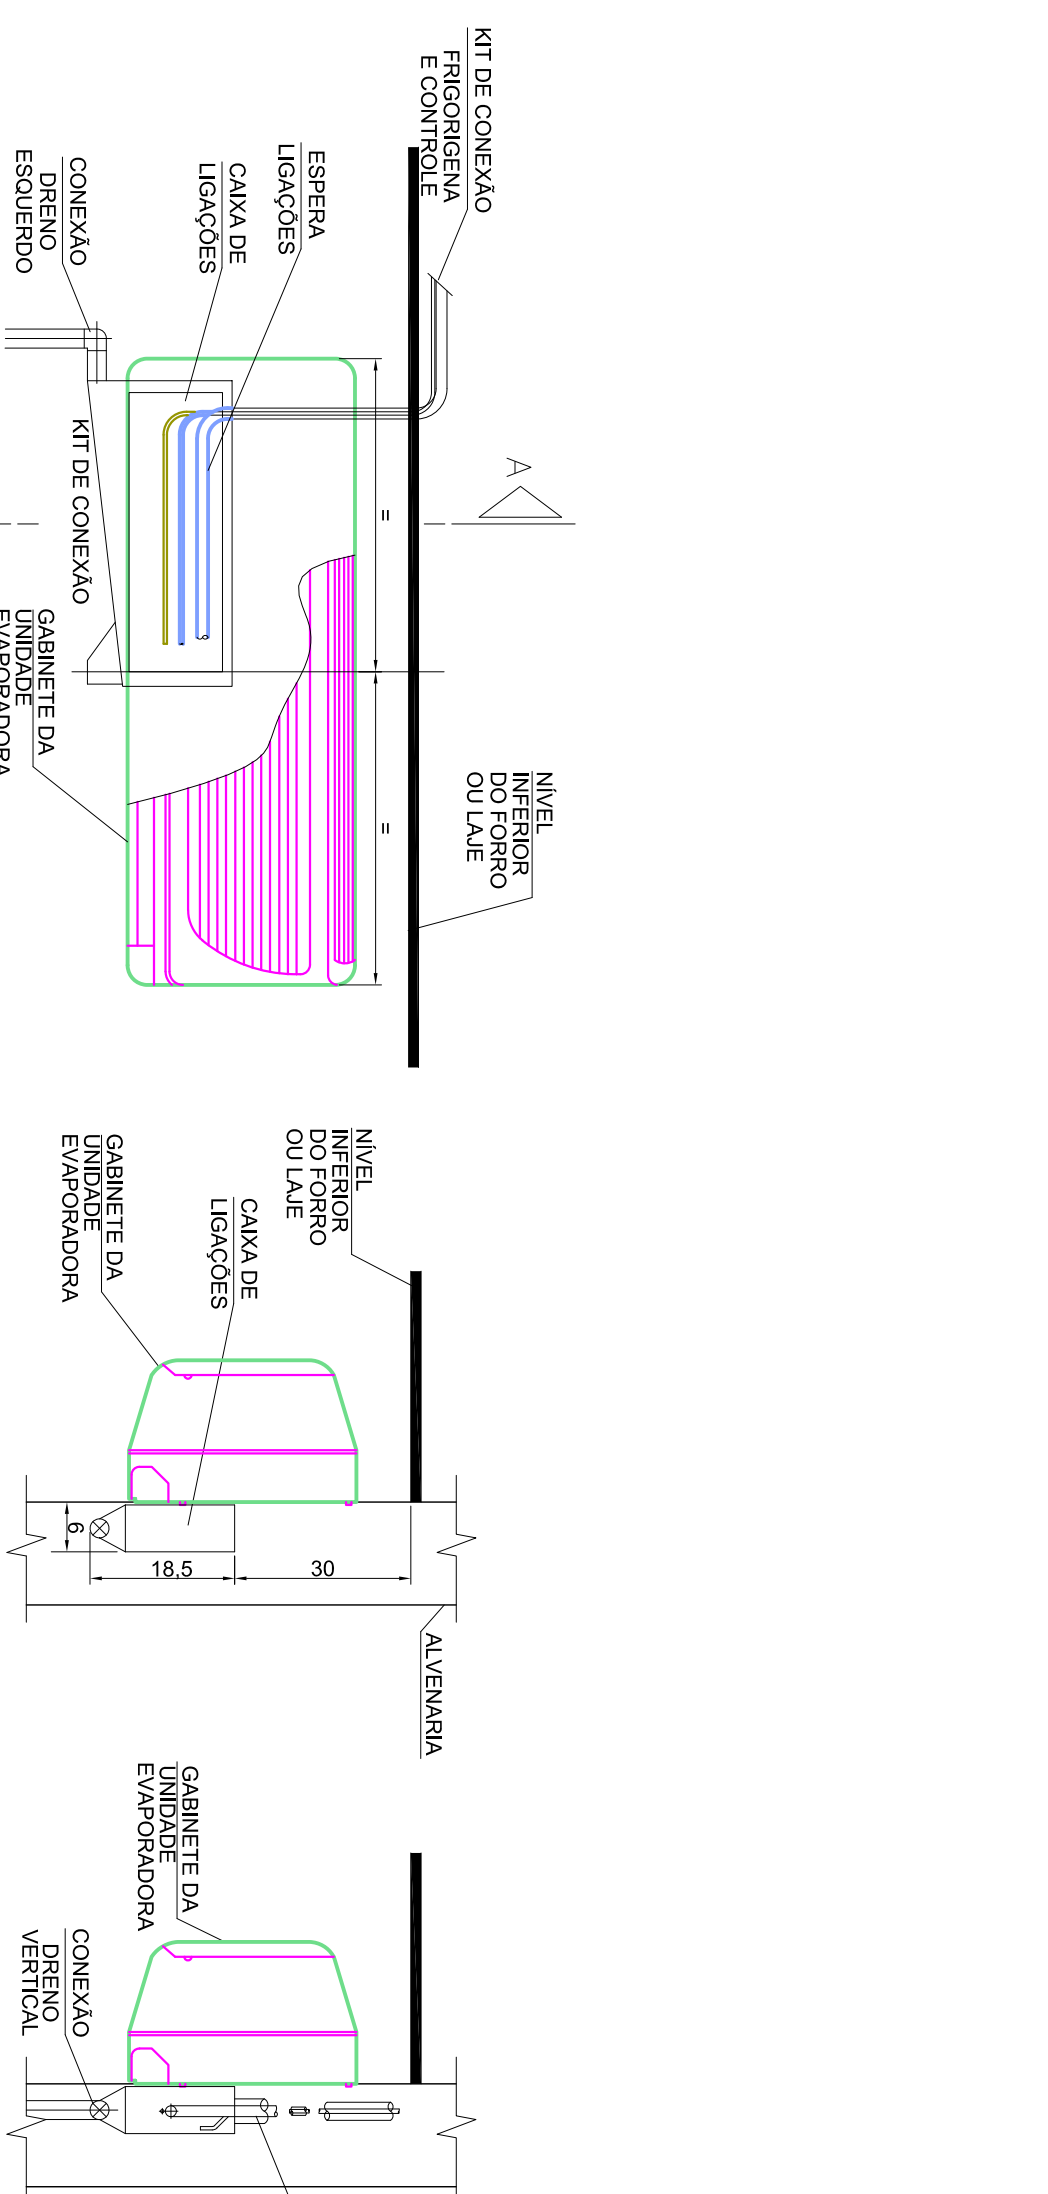 KIT DE CONEXÃO
FRIGORIGENA
E CONTROLE
ESPERA
LIGAÇÕES
CAIXA DE
LIGAÇÕES
CONEXÃO
DRENO
ESQUERDO
A
=
=
KIT DE CONEXÃO
GABINETE DA
UNIDADE
EVAPORADORA
NÍVEL
INFERIOR
DO FORRO
OU LAJE
NÍVEL
INFERIOR
DO FORRO
OU LAJE
CAIXA DE
LIGAÇÕES
GABINETE DA
UNIDADE
EVAPORADORA
6
18,5
30
ALVENARIA
GABINETE DA
UNIDADE
EVAPORADORA
CONEXÃO
DRENO
VERTICAL